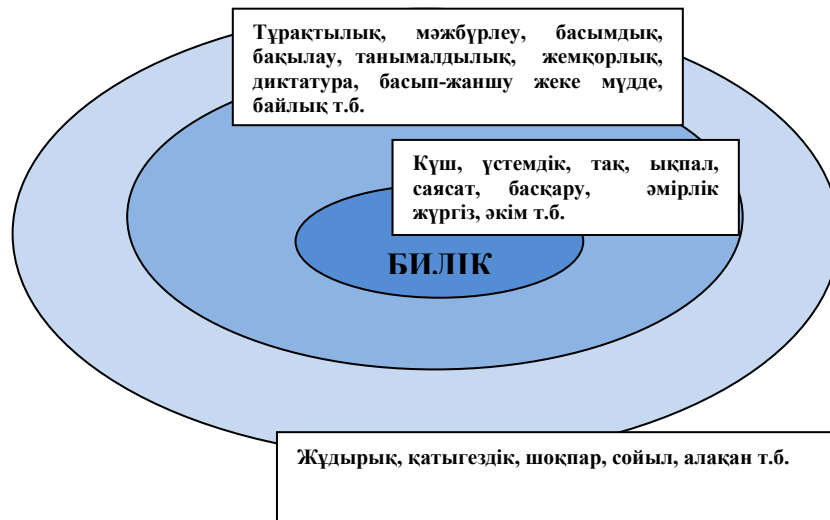 Тұрақтылық, мәжбүрлеу, басымдық,
бақылау, танымалдылық, жемқорлық,
диктатура, басып-жаншу жеке мүдде,
байлық т.б.
Күш, үстемдік, тақ, ықпал,
саясат, басқару, әмірлік
жүргіз, әкім т.б.
БИЛІК
Жұдырық, қатыгездік, шоқпар, сойыл, алақан т.б.